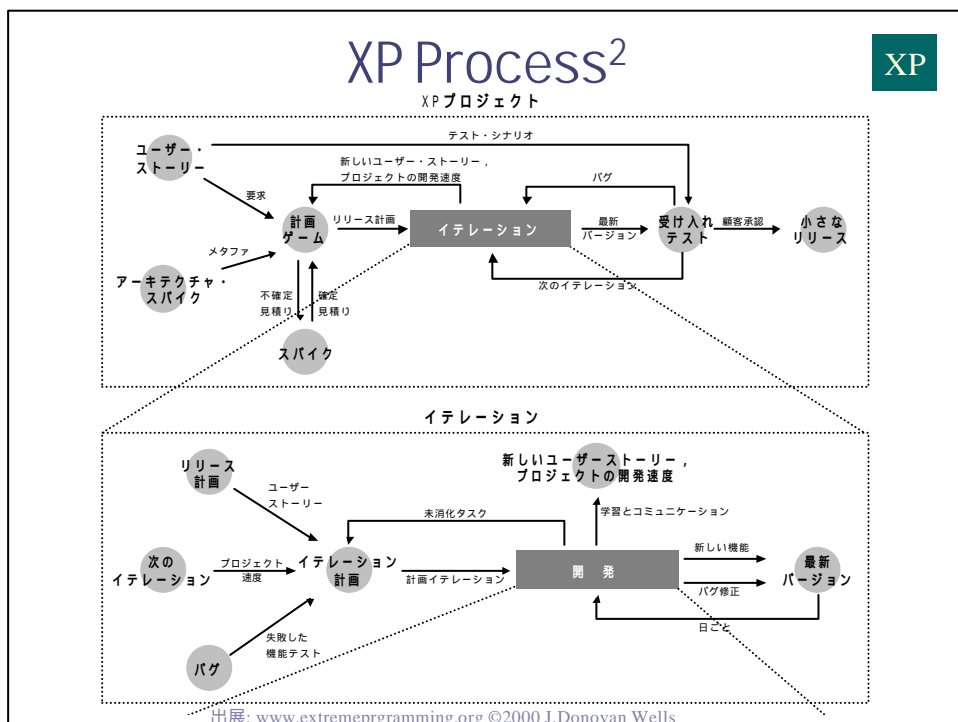 XP Process2
XP
XPプロジェクト
テスト・シナリオ
ユーザー・
ストーリー
新しいユーザー・ストーリー，
プロジェクトの開発速度
バグ
要求
計画
ゲーム
リリース計画
イテレーション
最新
バージョン
受け入れ
テスト
顧客承認
小さな
リリース
メタファ
アーキテクチャ・
スパイク
次のイテレーション
不確定
見積り
確定
見積り
スパイク
イテレーション
リリース
計画
新しいユーザーストーリー，
プロジェクトの開発速度
ユーザー
ストーリー
未消化タスク
学習とコミュニケーション
次の
イテレーション
プロジェクト
速度
イテレーション
計画
計画イテレーション
開 発
新しい機能
バグ修正
最新
バージョン
日ごと
失敗した
機能テスト
バグ
出展: www.extremeprgramming.org ©2000 J.Donovan Wells